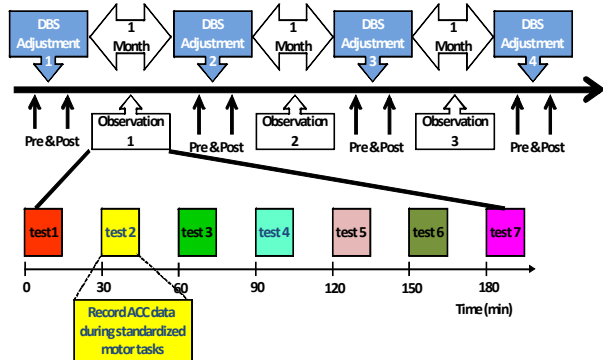 DBS
Adjustment
1
1
Month
DBS
Adjustment
2
1
Month
DBS
Adjustment
3
1
Month
DBS
Adjustment
4
Pre &Post
Observation
1
Pre &Post
Observation
2
Pre &Post
Observation
3
Pre &Post
test1
test 2
test 3
test 4
test 5
test 6
test 7
0
30
60
90
120
150
180
Time (min)
Record ACC data
during standardized
motor tasks